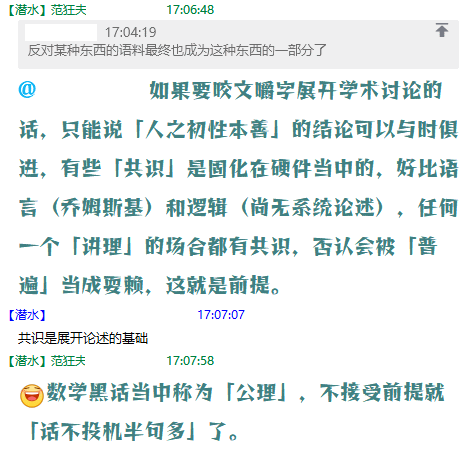 【潜水】范狂夫 17:06:48
17:04:19
反对某种东西的语料最终也成为这种东西的一部分了
@ 如果要咬文嚼字展开学术讨论的
话，只能说「人之初性本善」的结论可以与时俱
进，有些「共识」是固化在硬件当中的，好比语
言（乔姆斯基）和逻辑（尚无系统论述），任何
一个「讲理」的场合都有共识，否认会被「普
遍」当成耍赖，这就是前提。
【潜水】 17:07:07
共识是展开论述的基础
【潜水】范狂夫 17:07:58
数学黑话当中称为「公理」，不接受前提就
「话不投机半句多」了。